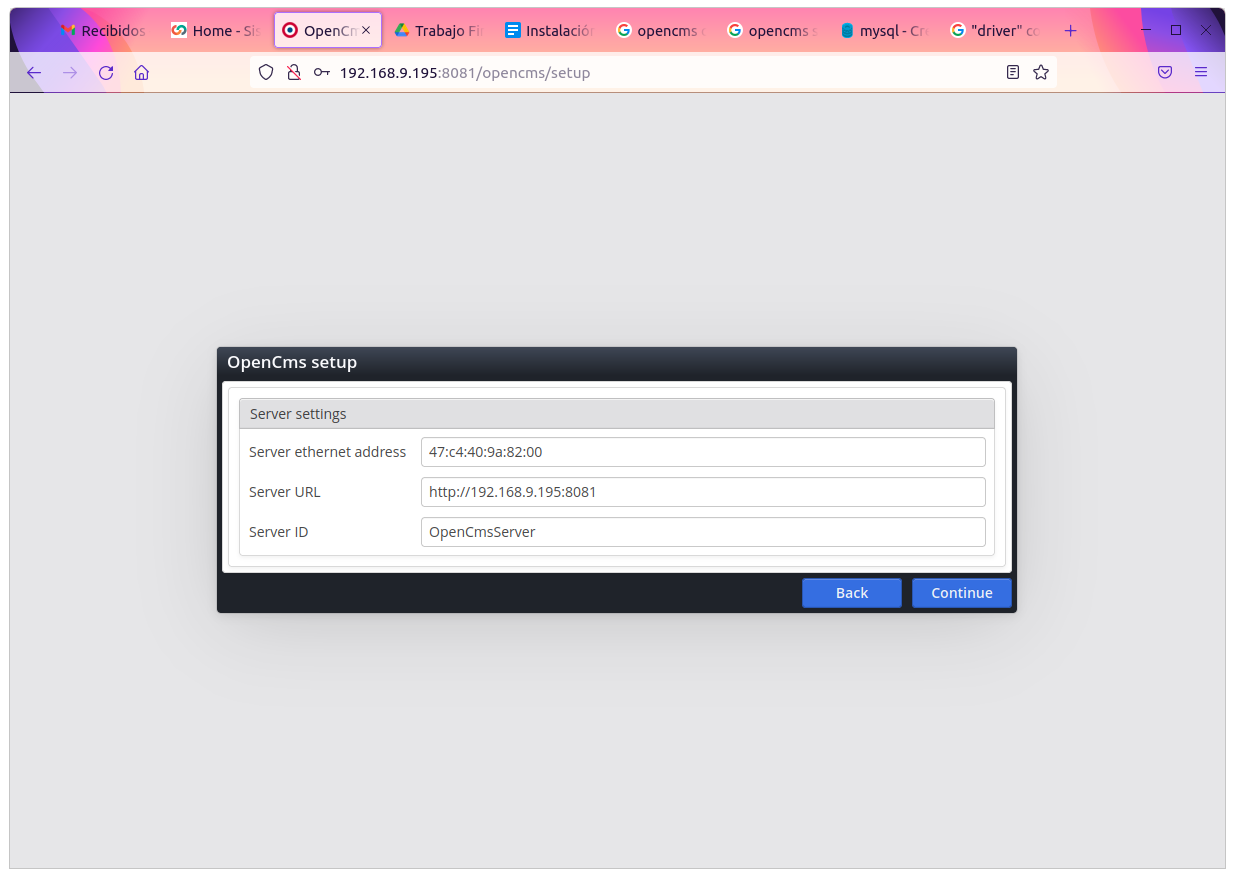 Recibidos
Home - Sis
OpenCm
Trabajo Fi
Instalación
opencms
opencms s
mysql - Cr
"driver" co
192.168.9.195:8081/opencms/setup
OpenCms setup
Server settings
Server ethernet address 47:c4:40:9a:82:00
Server URL http://192.168.9.195:8081
Server ID OpenCmsServer
Back Continue